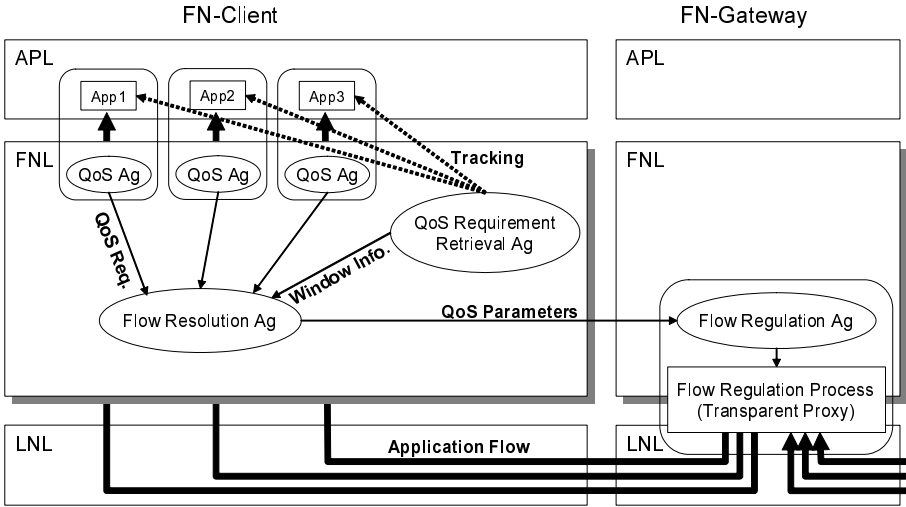 FN-Client
FN-Gateway
APL
APL
App1
App2
App3
FNL
FNL
Tracking
QoS Ag
QoS Ag
QoS Ag
QoS Requirement
Retrieval Ag
QoS Req.
Window Info.
QoS Parameters
Flow Resolution Ag
Flow Regulation Ag
Flow Regulation Process
(Transparent Proxy)
LNL
Application Flow
LNL